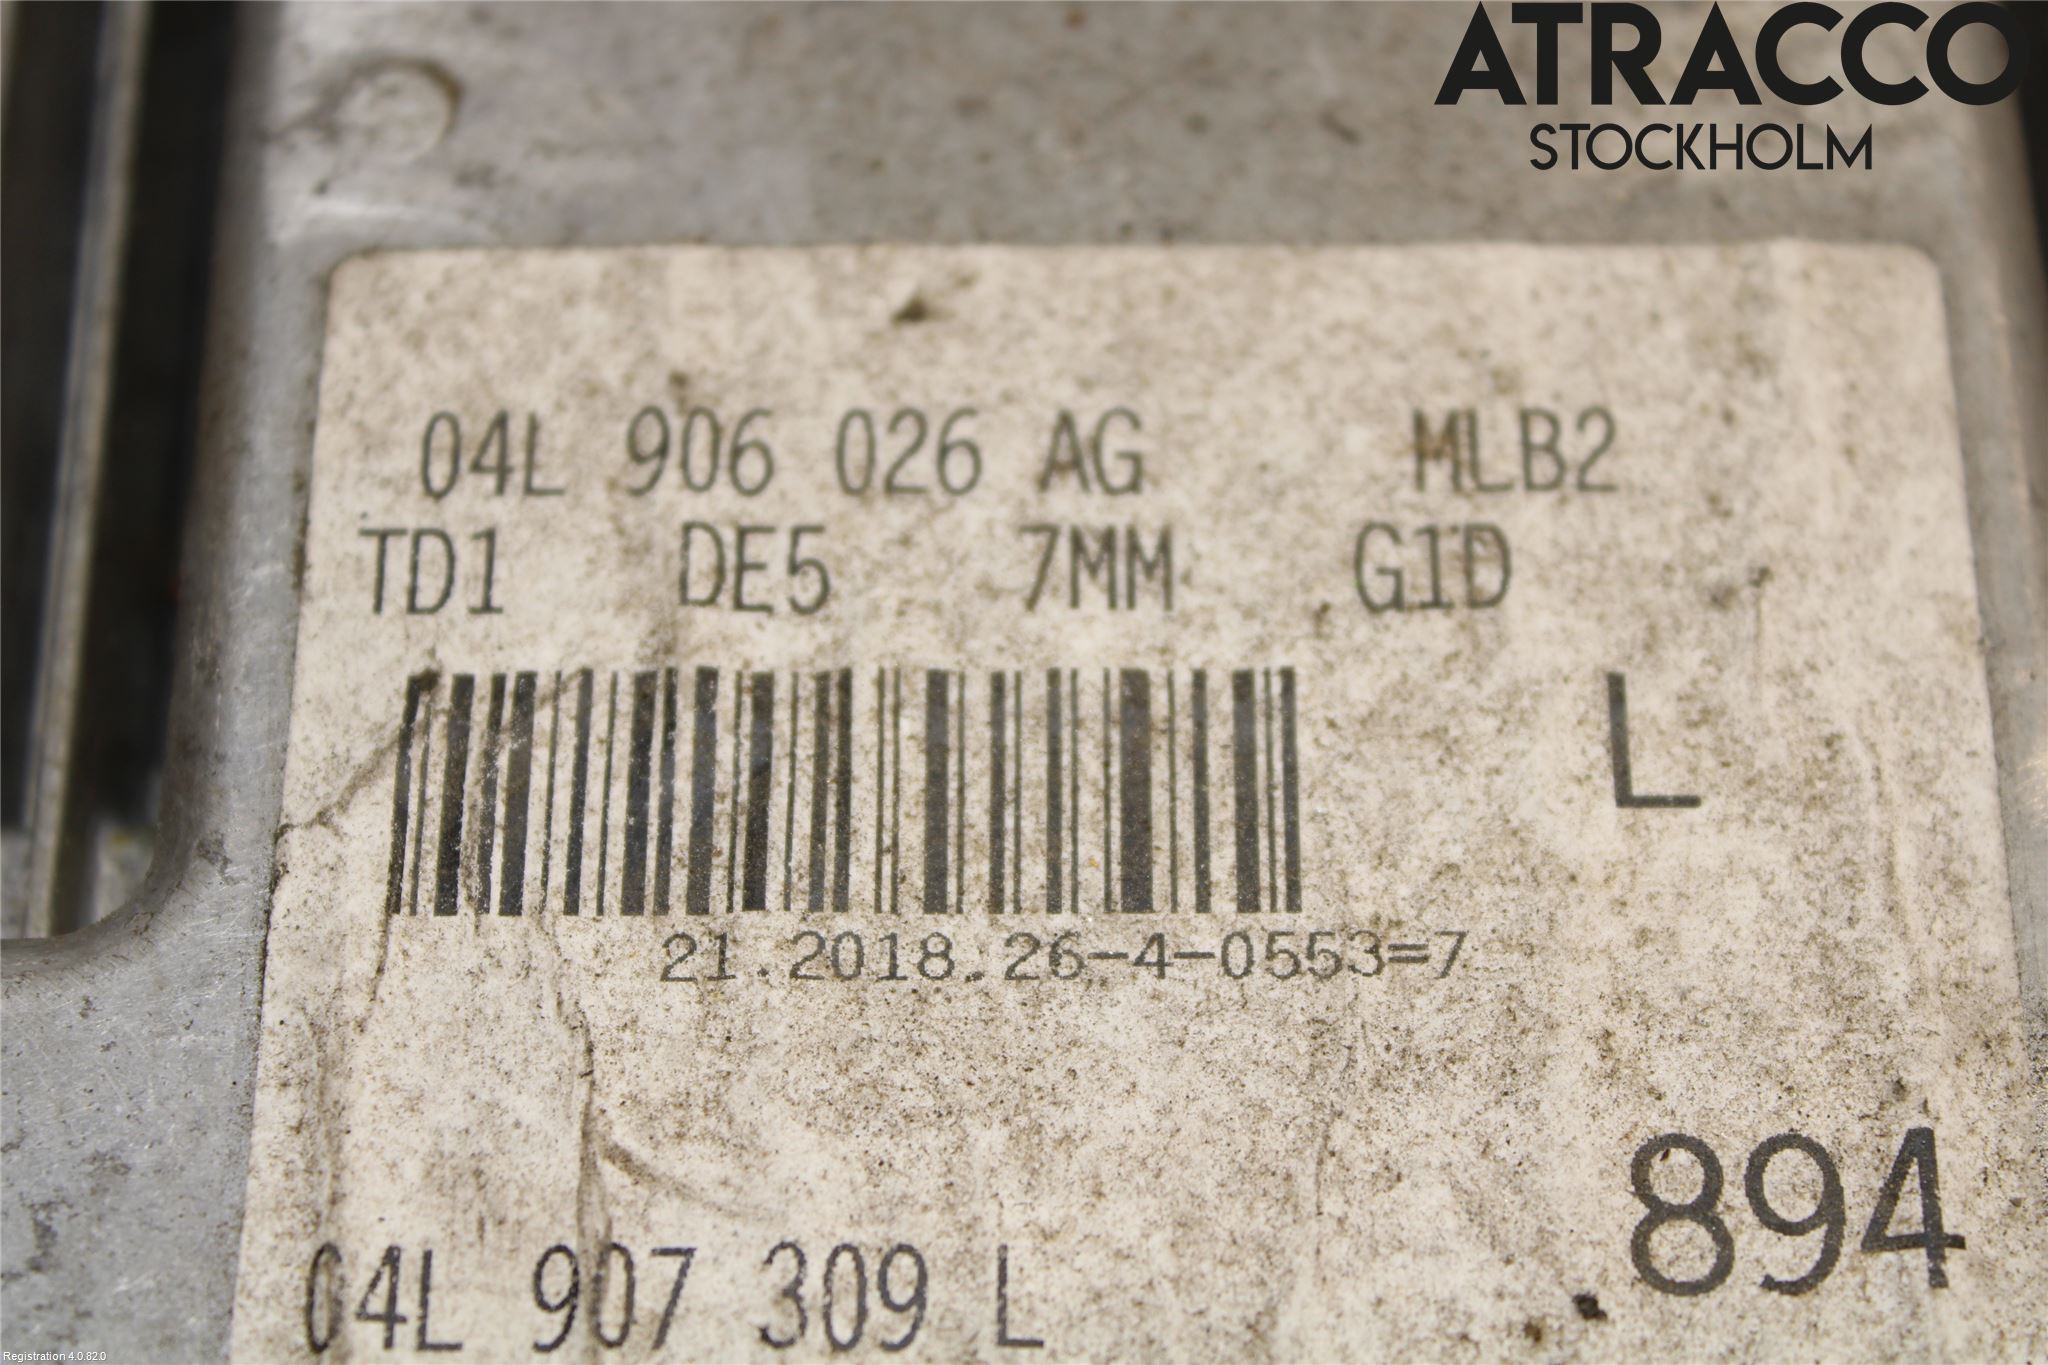 ATRACCO
STOCKHOLM
04L 906 026 AG MLB2
TD1 DE5 7MM G1D
L
21.2018.26-4-0553=7
894
04L 907 309 L
Registration 4.0.82.0